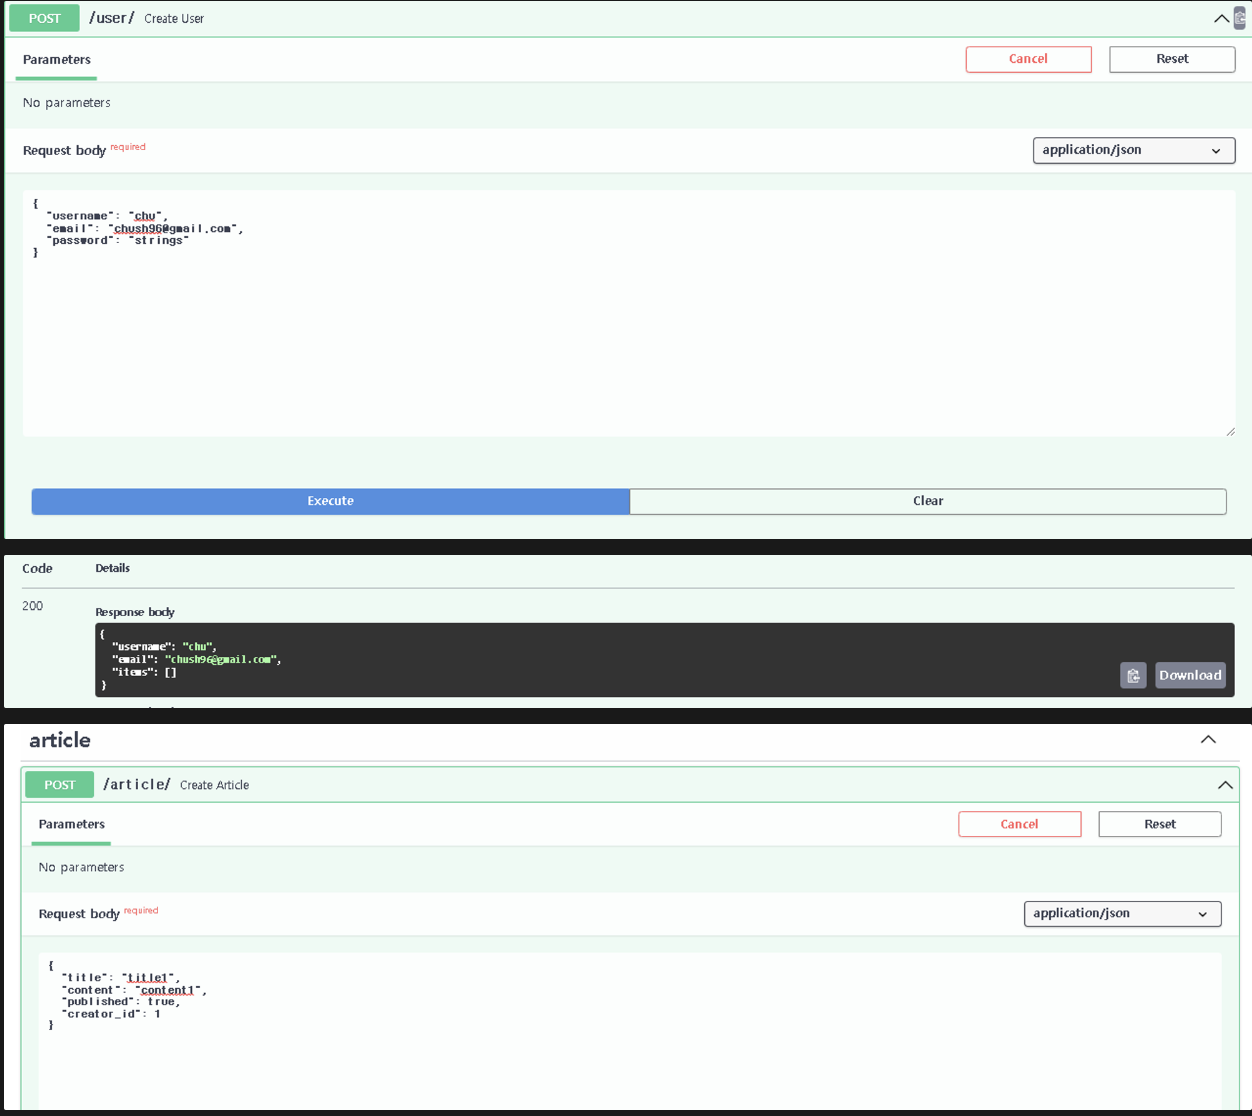 POST /user/ Create User
Parameters
Cancel
Reset
No parameters
Request body required
application/json
{
"username": "chu",
"email": "chush96@gmail.com",
"password": "strings"
}
Execute
Clear
Code Details
200
Response body
{
"username": "chu",
"email": "chush96@gmail.com",
"items": []
}
Download
article
POST /article/ Create Article
Parameters
Cancel
Reset
No parameters
Request body required
application/json
{
"title": "title1",
"content": "content1",
"published": true,
"creator_id": 1
}